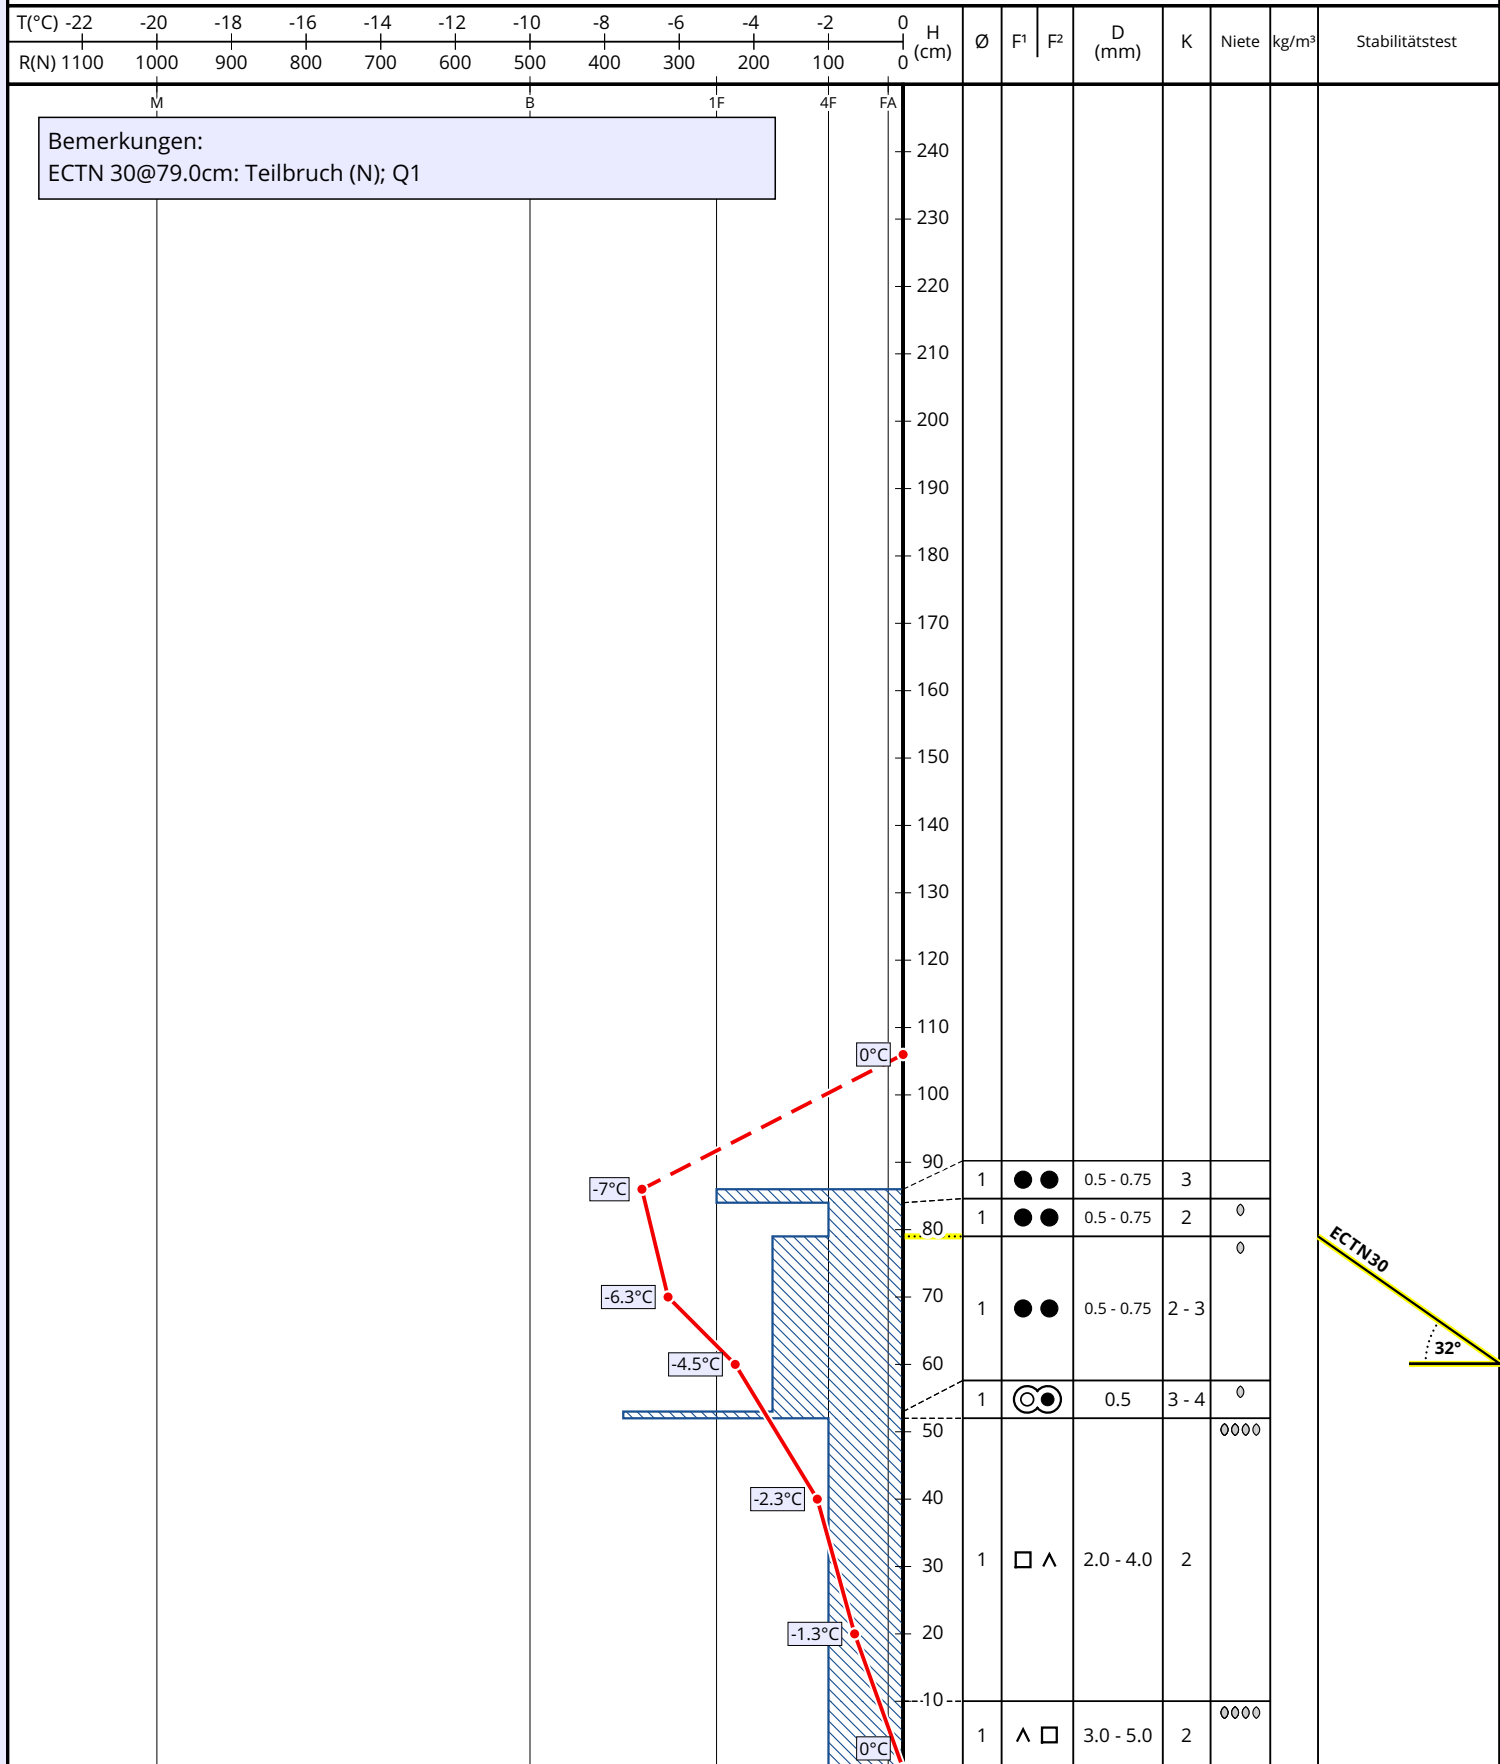 T(°C) -22 -20 -18 -16 -14 -12 -10 -8 -6 -4 -2 0
R(N) 1100 1000 900 800 700 600 500 400 300 200 100 0
H (cm) Ø F¹ F² D (mm) K Niete kg/m³ Stabilitätstest
M B 1F 4F FA
Bemerkungen:
ECTN 30@79.0cm: Teilbruch (N); Q1
240
230
220
210
200
190
180
170
160
150
140
130
120
110
0°C
100
90
1 0.5 - 0.75 3
-7°C
1 0.5 - 0.75 2
80
ECTN30
70
-6.3°C
1 0.5 - 0.75 2 - 3
32°
60
-4.5°C
1 0.5 3 - 4
50
40
-2.3°C
30
1 2.0 - 4.0 2
20
-1.3°C
10
1 3.0 - 5.0 2
0°C